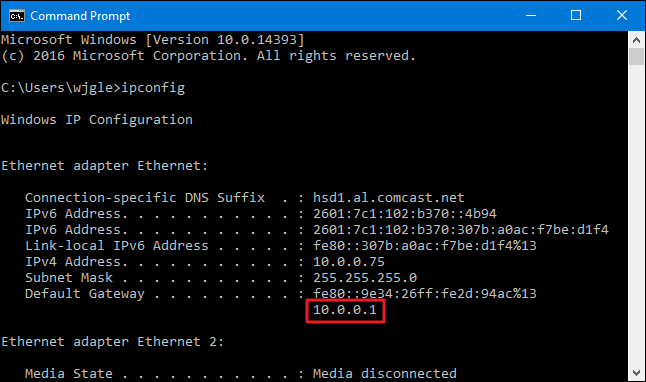 Command Prompt
Microsoft Windows [Version 10.0.14393]
(c) 2016 Microsoft Corporation. All rights reserved.
C:\Users\wjgle>ipconfig
Windows IP Configuration
Ethernet adapter Ethernet:
Connection-specific DNS Suffix  . : hsd1.al.comcast.net
IPv6 Address. . . . . . . . . . . : 2601:7c1:102:b370::4b94
IPv6 Address. . . . . . . . . . . : 2601:7c1:102:b370:307b:a0ac:f7be:d1f4
Link-local IPv6 Address . . . . . : fe80::307b:a0ac:f7be:d1f4%13
IPv4 Address. . . . . . . . . . . : 10.0.0.75
Subnet Mask . . . . . . . . . . . : 255.255.255.0
Default Gateway . . . . . . . . . : fe80::9e34:26ff:fe2d:94ac%13
10.0.0.1
Ethernet adapter Ethernet 2:
Media State . . . . . . . . . . . : Media disconnected